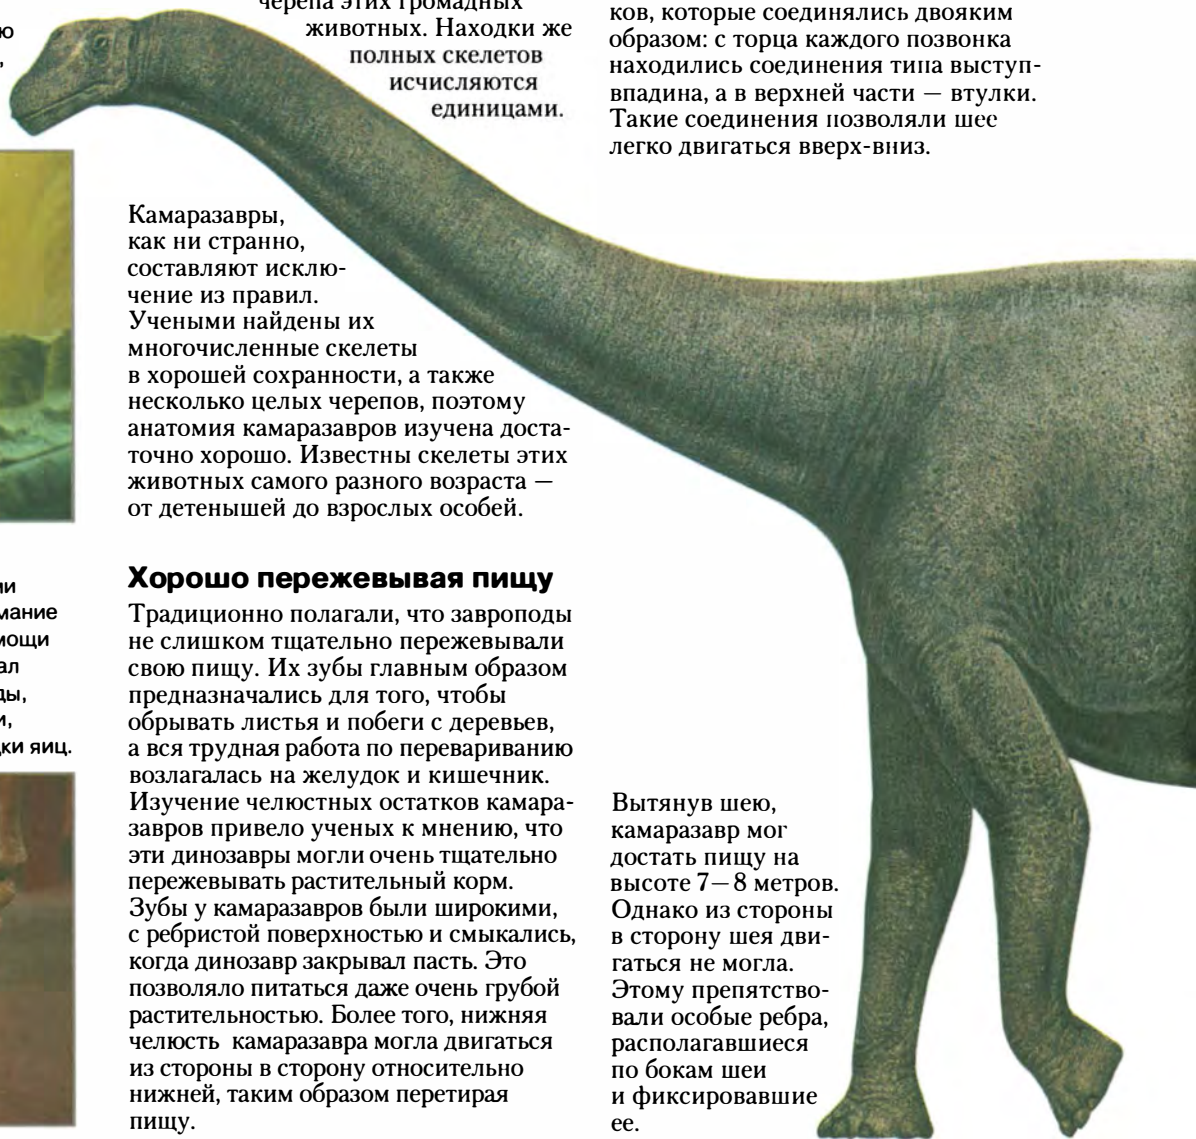 ю
,
черепа этих громадных
животных. Находки же
полных скелетов
исчисляются
единицами.
Камаразавры,
как ни странно,
составляют исклю-
чение из правил.
Учеными найдены их
многочисленные скелеты
в хорошей сохранности, а также
несколько целых черепов, поэтому
анатомия камаразавров изучена доста-
точно хорошо. Известны скелеты этих
животных самого разного возраста —
от детенышей до взрослых особей.
Хорошо пережевывая пищу
Традиционно полагали, что завроподы
не слишком тщательно пережевывали
свою пищу. Их зубы главным образом
предназначались для того, чтобы
обрывать листья и побеги с деревьев,
а вся трудная работа по перевариванию
возлагалась на желудок и кишечник.
Изучение челюстных остатков камара-
завров привело ученых к мнению, что
эти динозавры могли очень тщательно
пережевывать растительный корм.
Зубы у камаразавров были широкими,
с ребристой поверхностью и смыкались,
когда динозавр закрывал пасть. Это
позволяло питаться даже очень грубой
растительностью. Более того, нижняя
челюсть камаразавра могла двигаться
из стороны в сторону относительно
нижней, таким образом перетирая
пищу.
ков, которые соединялись двояким
образом: с торца каждого позвонка
находились соединения типа выступ-
впадина, а в верхней части — втулки.
Такие соединения позволяли шее
легко двигаться вверх-вниз.
Вытянув шею,
камаразавр мог
достать пищу на
высоте 7—8 метров.
Однако из стороны
в сторону шея дви-
гаться не могла.
Этому препятство-
вали особые ребра,
располагавшиеся
по бокам шеи
и фиксировавшие
ее.
ми
мание
мощи
ал
ды,
и,
ки яиц.